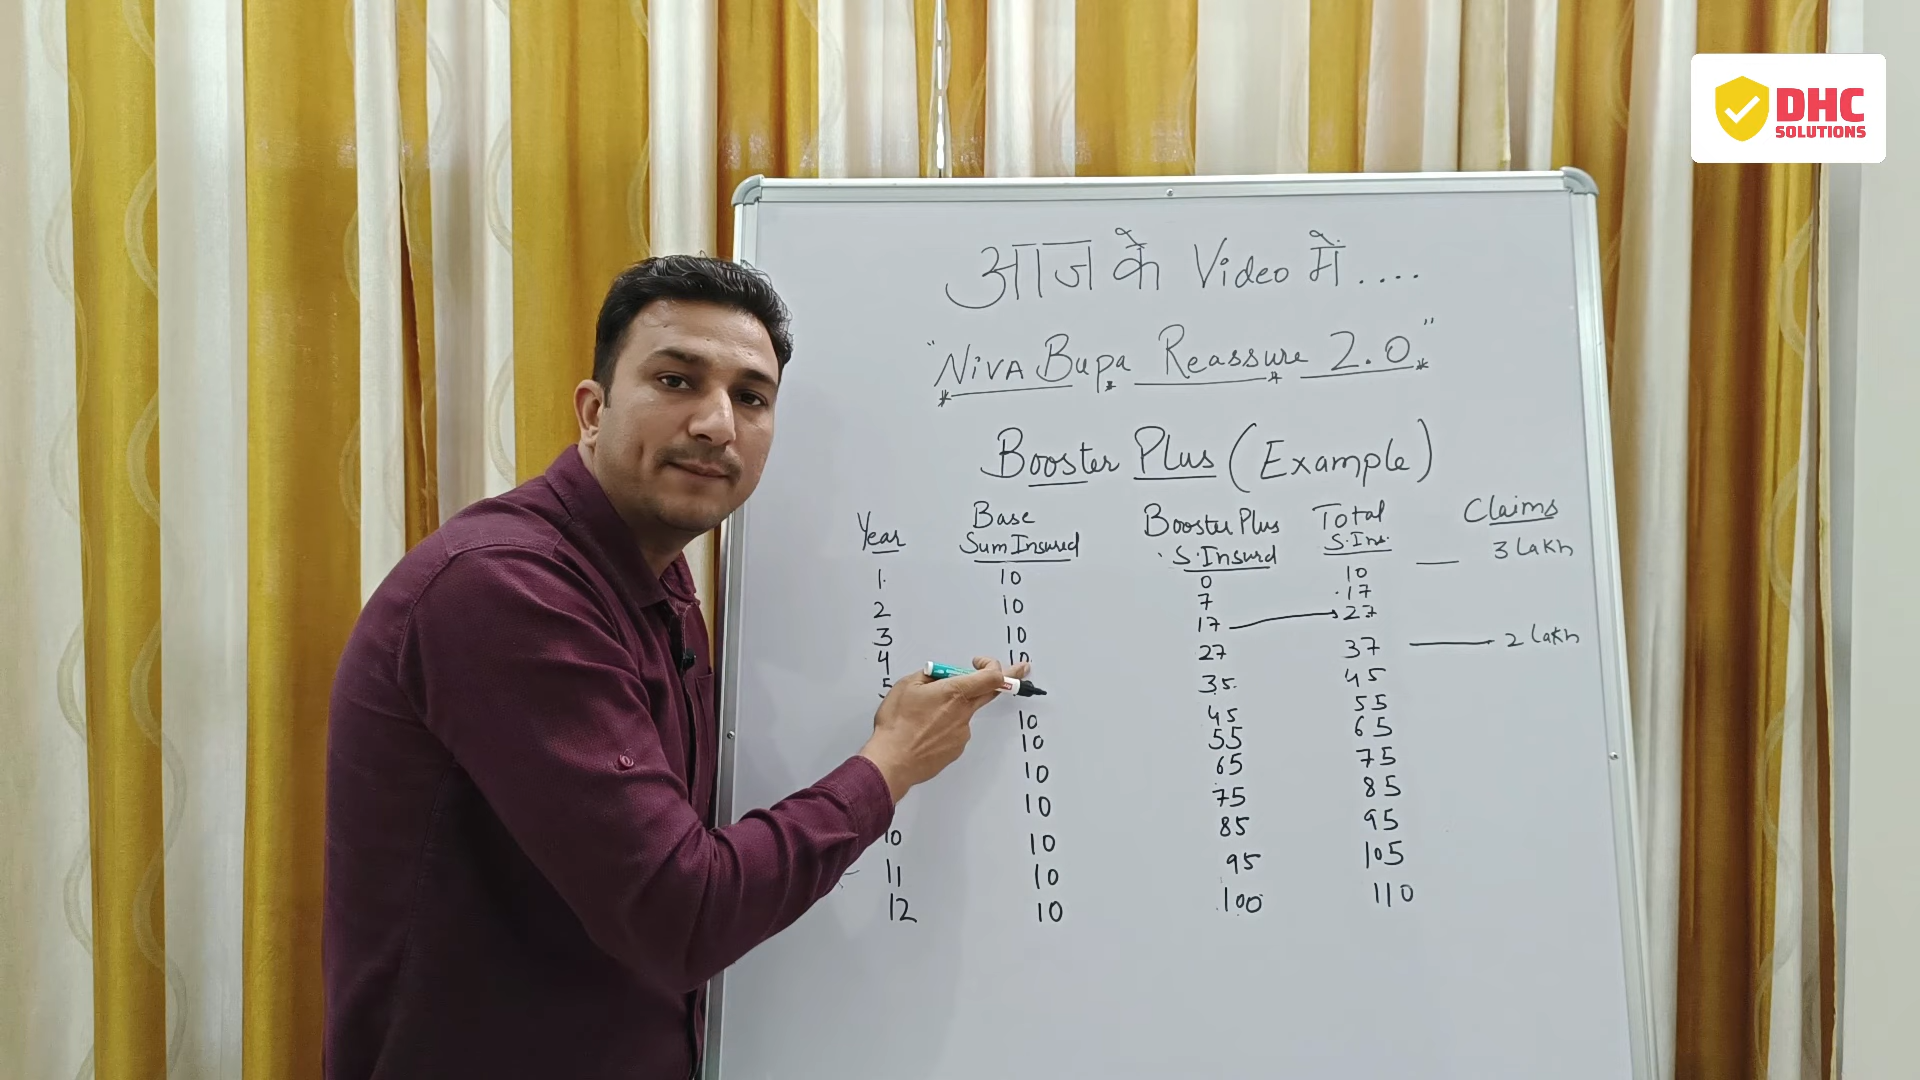 DHC
SOLUTIONS
आज के Video में....
"Niva Bupa Reassure 2.0"
Booster Plus (Example)
Year Base Sum Insured Booster Plus S.Insurd Total S.Ins. Claims
1. 10 0 10 — 3 Lakh
2 10 7 17
3 10 17 → 27
4 10 27 37 — 2 Lakh
5 35 45
10 45 55
10 55 65
10 65 75
10 75 85
10 10 85 95
11 10 95 105
12 10 100 110